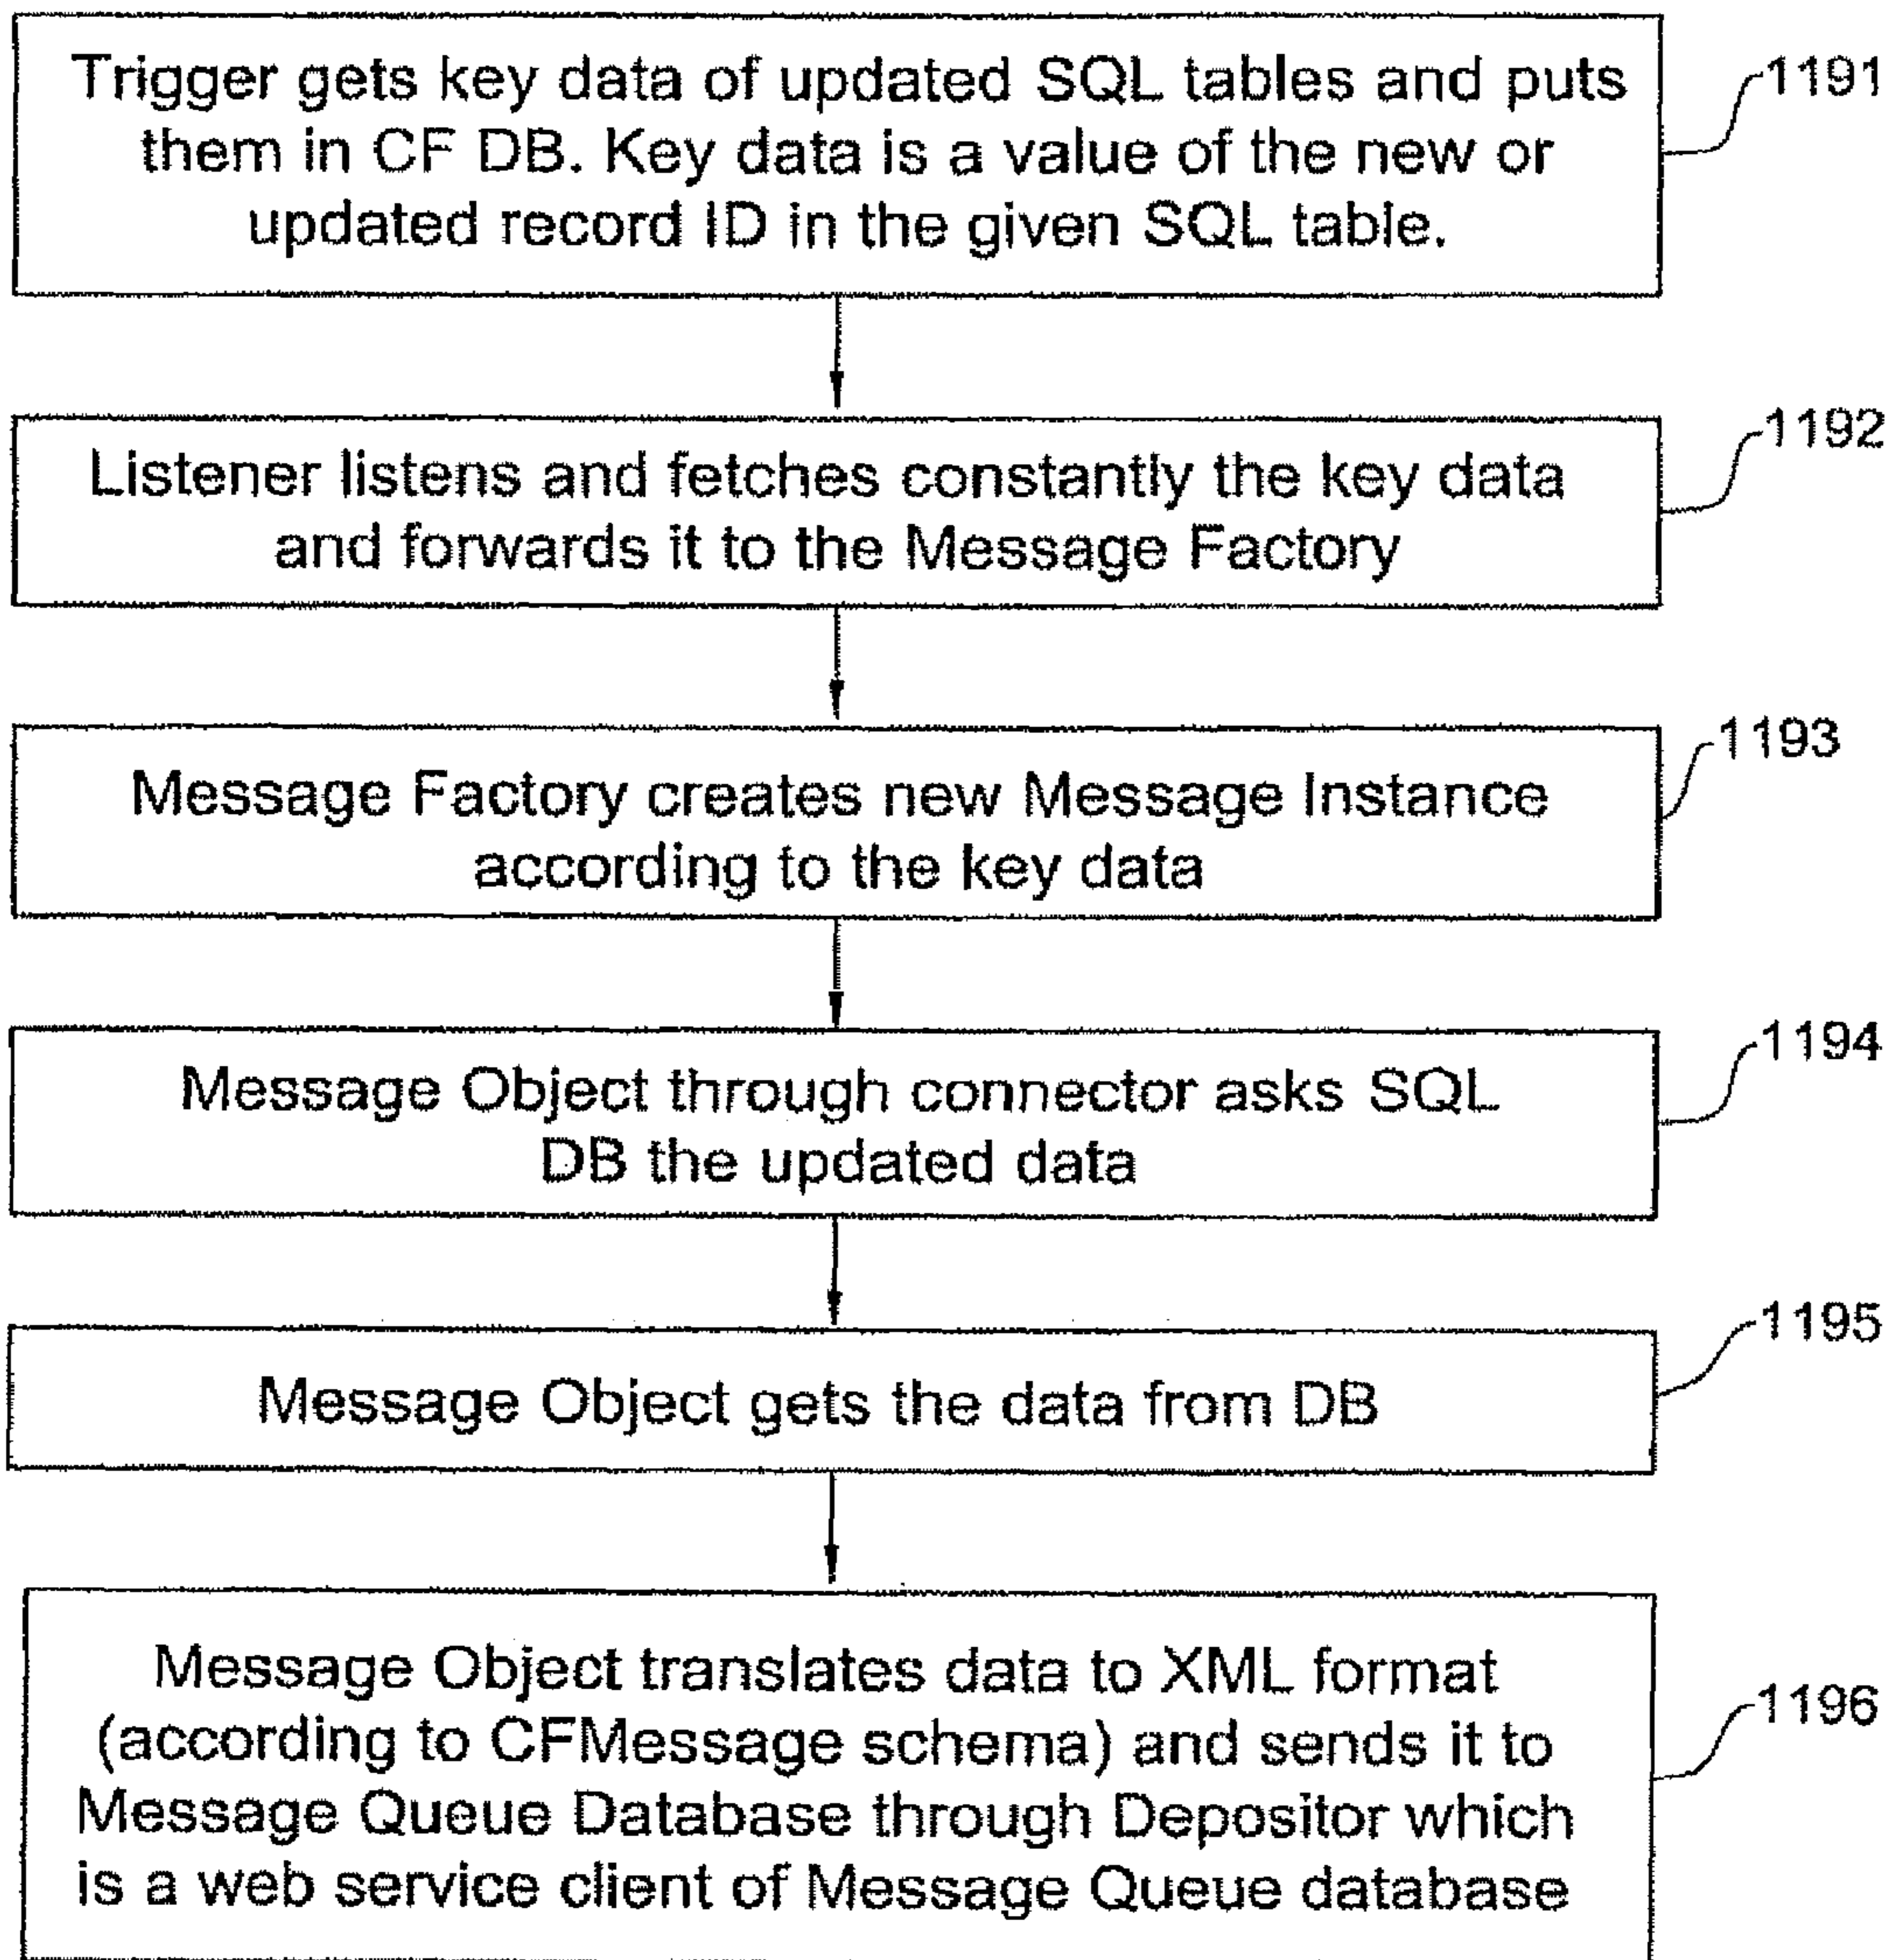 Trigger gets key data of updated SQL tables and puts
them in CF DB. Key data is a value of the new or
updated record ID in the given SQL table.
1191
Listener listens and fetches constantly the key data
and forwards it to the Message Factory
1192
Message Factory creates new Message Instance
according to the key data
1193
Message Object through connector asks SQL
DB the updated data
1194
Message Object gets the data from DB
1195
Message Object translates data to XML format
(according to CFMessage schema) and sends it to
Message Queue Database through Depositor which
is a web service client of Message Queue database
1196